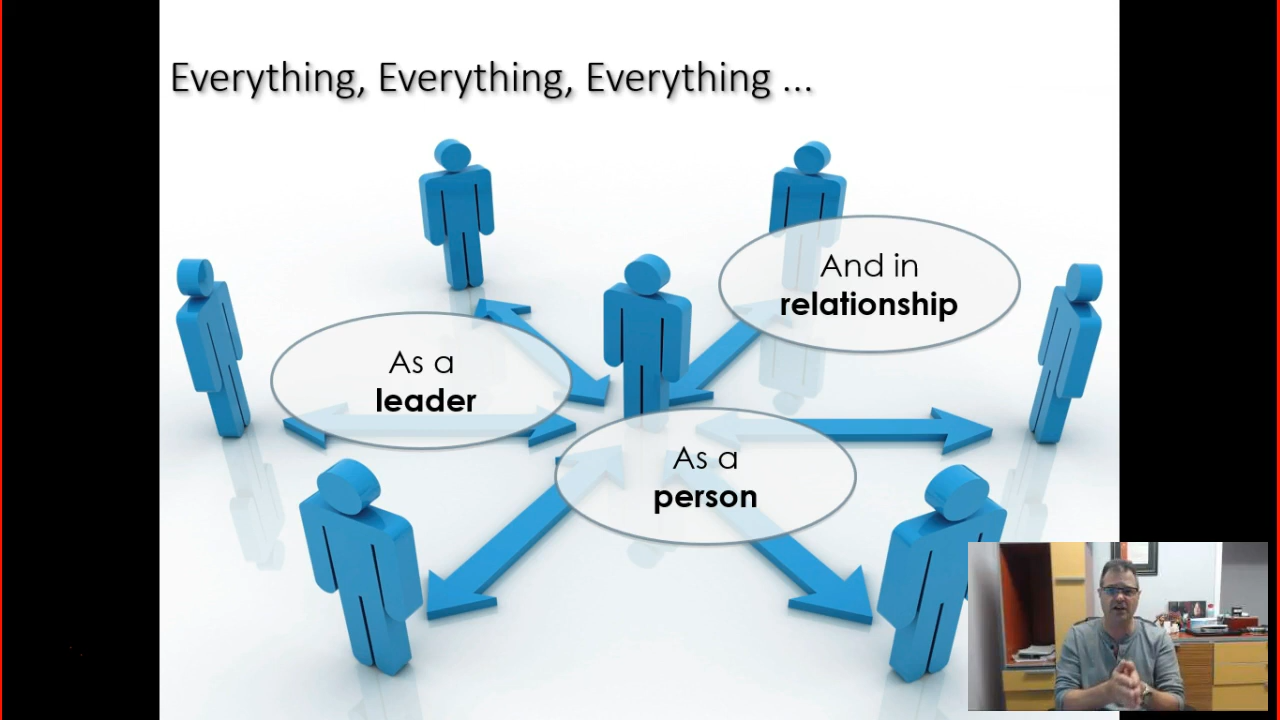 Everything, Everything, Everything ...
And in
relationship
As a
leader
As a
person